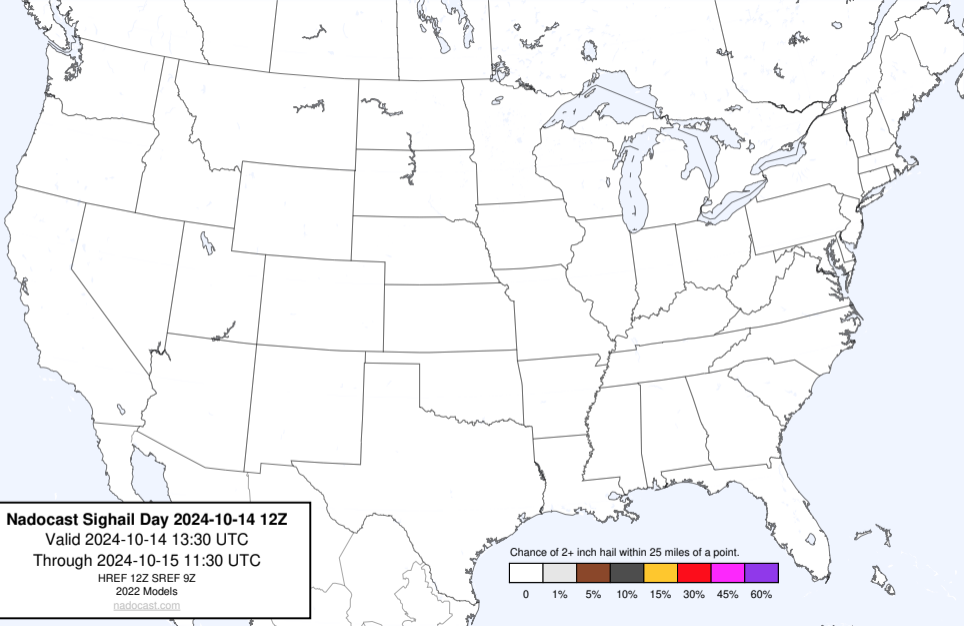 Nadocast Sighail Day 2024-10-14 12Z
Valid 2024-10-14 13:30 UTC
Through 2024-10-15 11:30 UTC
HREF 12Z SREF 9Z
2022 Models
nadocast.com
Chance of 2+ inch hail within 25 miles of a point.
0 1% 5% 10% 15% 30% 45% 60%